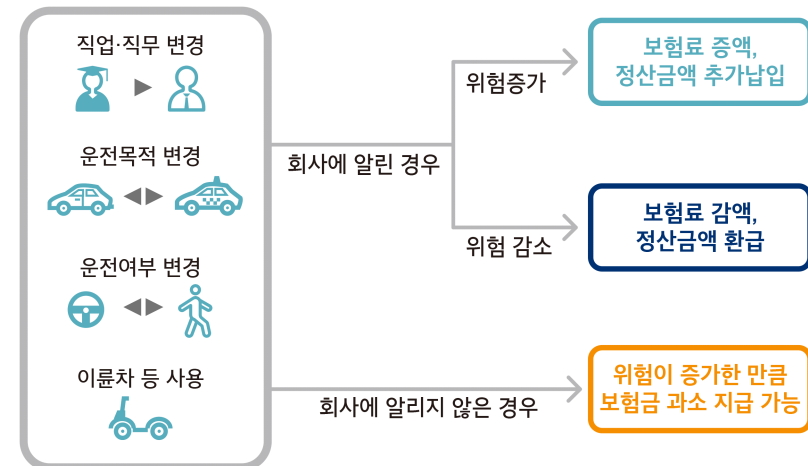 직업·직무 변경
운전목적 변경
운전여부 변경
이륜차 등 사용
회사에 알린 경우
위험증가
보험료 증액,
정산금액 추가납입
위험 감소
보험료 감액,
정산금액 환급
회사에 알리지 않은 경우
위험이 증가한 만큼
보험금 과소 지급 가능